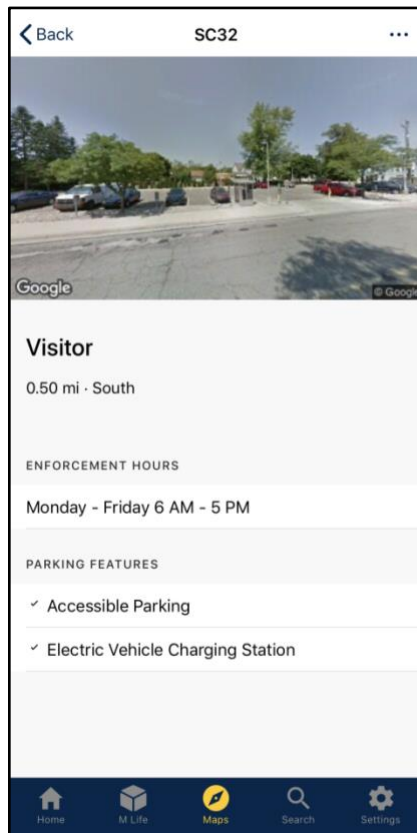 Back
SC32
...
Google
© Google
Visitor
0.50 mi · South
ENFORCEMENT HOURS
Monday - Friday 6 AM - 5 PM
PARKING FEATURES
✓ Accessible Parking
✓ Electric Vehicle Charging Station
Home
M Life
Maps
Search
Settings